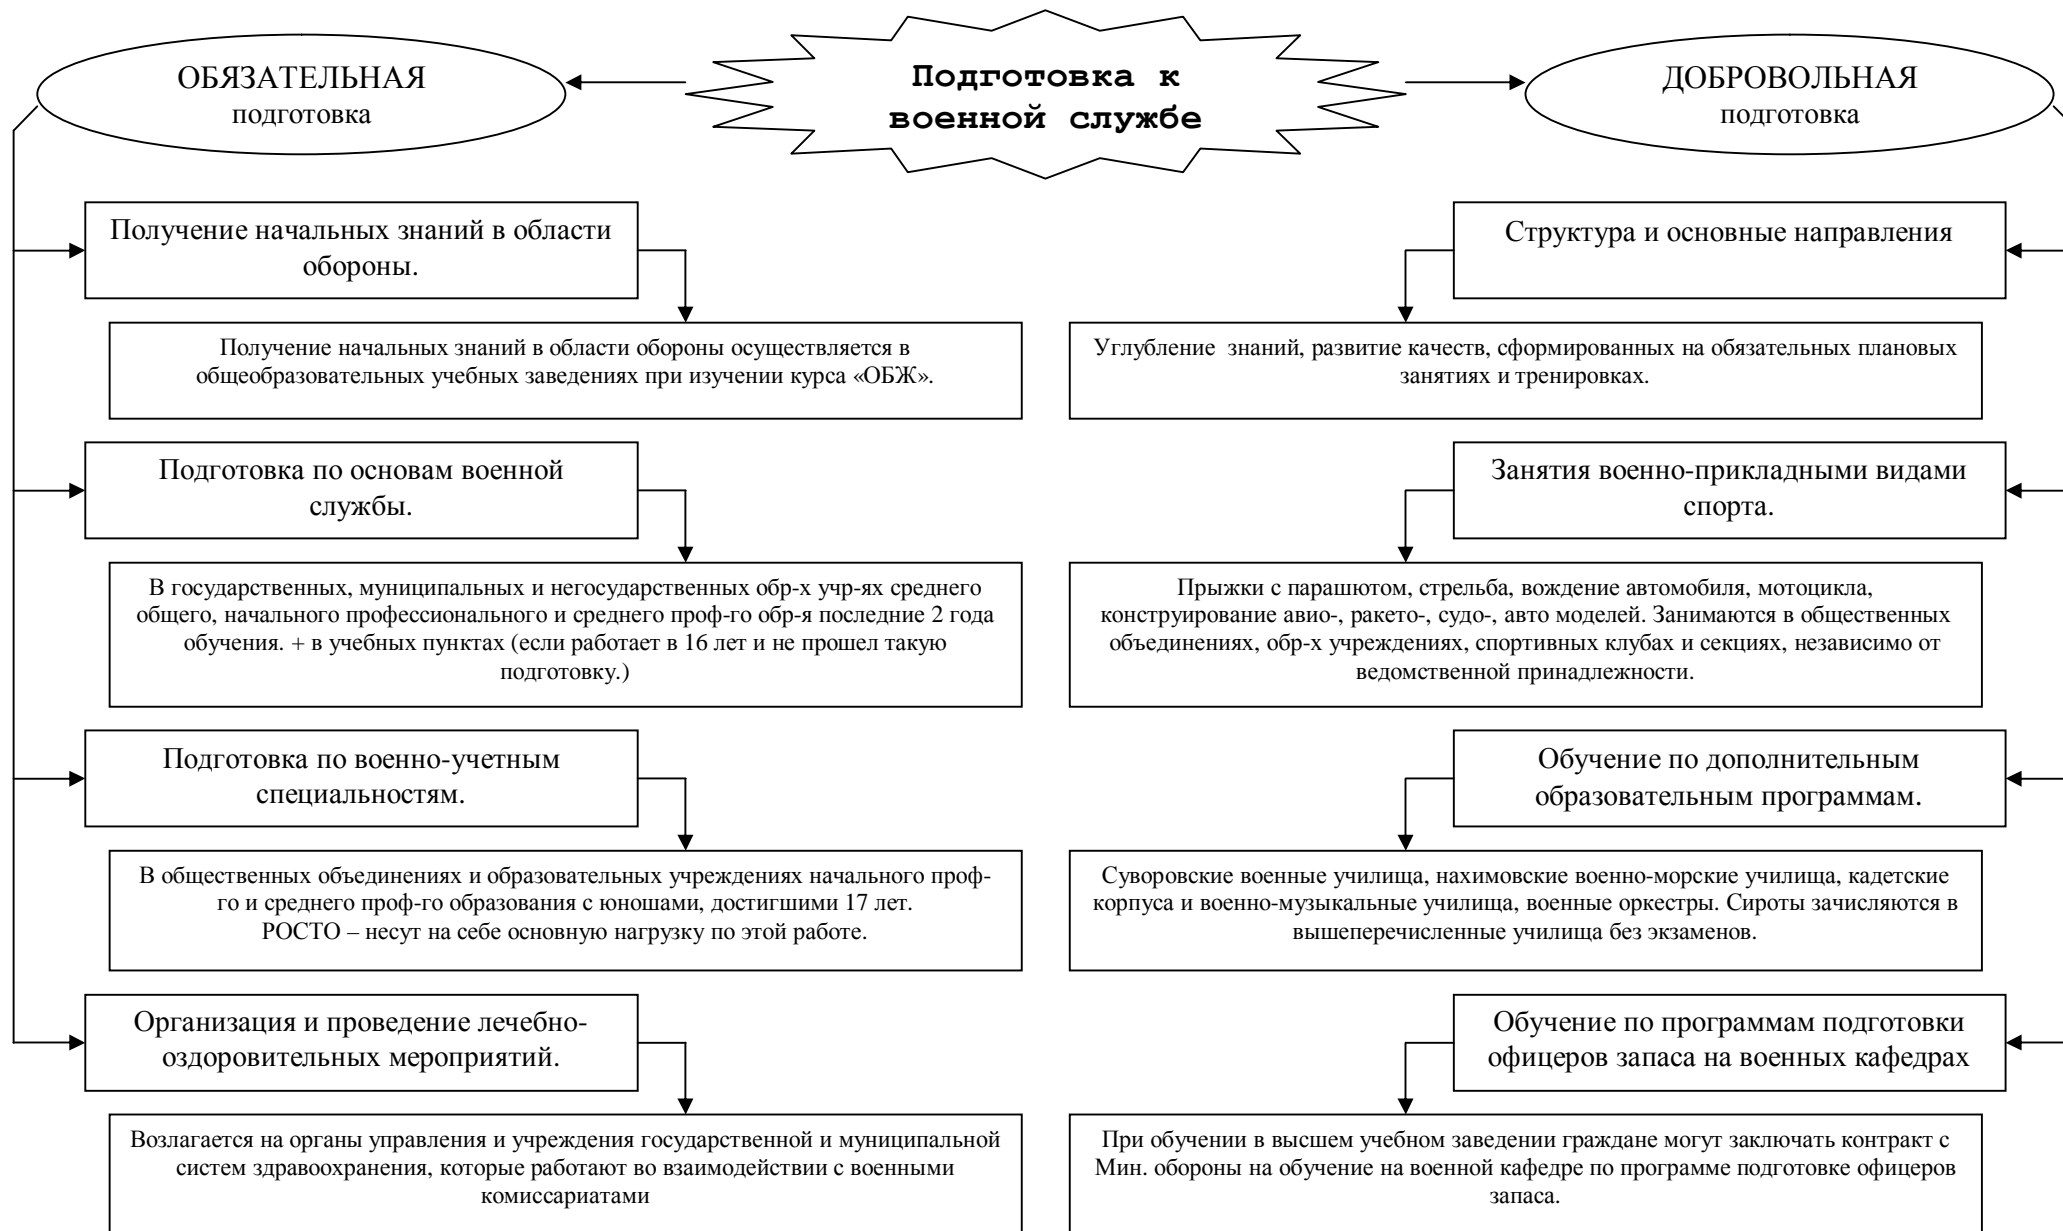 ОБЯЗАТЕЛЬНАЯ
подготовка
Подготовка к
военной службе
ДОБРОВОЛЬНАЯ
подготовка
Получение начальных знаний в области
обороны.
Получение начальных знаний в области обороны осуществляется в
общеобразовательных учебных заведениях при изучении курса «ОБЖ».
Подготовка по основам военной
службы.
В государственных, муниципальных и негосударственных обр-х учр-ях среднего
общего, начального профессионального и среднего проф-го обр-я последние 2 года
обучения. + в учебных пунктах (если работает в 16 лет и не прошел такую
подготовку.)
Подготовка по военно-учетным
специальностям.
В общественных объединениях и образовательных учреждениях начального проф-
го и среднего проф-го образования с юношами, достигшими 17 лет.
РОСТО – несут на себе основную нагрузку по этой работе.
Организация и проведение лечебно-
оздоровительных мероприятий.
Возлагается на органы управления и учреждения государственной и муниципальной
систем здравоохранения, которые работают во взаимодействии с военными
комиссариатами
Структура и основные направления
Углубление  знаний, развитие качеств, сформированных на обязательных плановых
занятиях и тренировках.
Занятия военно-прикладными видами
спорта.
Прыжки с парашютом, стрельба, вождение автомобиля, мотоцикла,
конструирование авио-, ракето-, судо-, авто моделей. Занимаются в общественных
объединениях, обр-х учреждениях, спортивных клубах и секциях, независимо от
ведомственной принадлежности.
Обучение по дополнительным
образовательным программам.
Суворовские военные училища, нахимовские военно-морские училища, кадетские
корпуса и военно-музыкальные училища, военные оркестры. Сироты зачисляются в
вышеперечисленные училища без экзаменов.
Обучение по программам подготовки
офицеров запаса на военных кафедрах
При обучении в высшем учебном заведении граждане могут заключать контракт с
Мин. обороны на обучение на военной кафедре по программе подготовке офицеров
запаса.